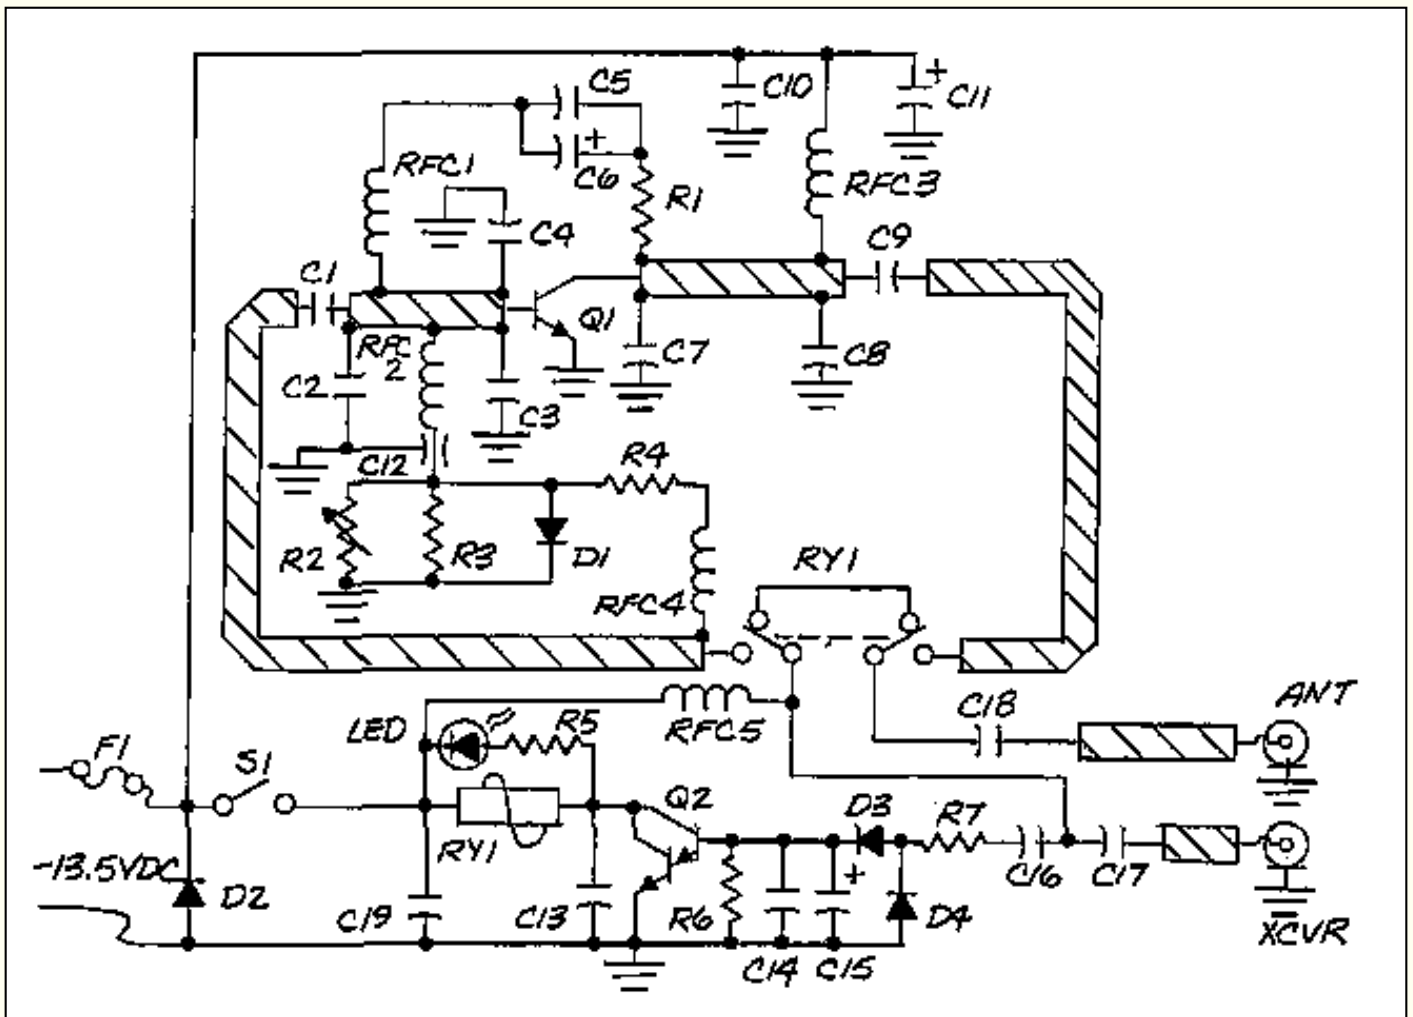 C5
C10
+
C11
+
C6
RFC1
R1
RFC3
C4
C9
C1
Q1
RFC
2
C7
C8
C2
C3
C12
R4
R2
R3
D1
RY1
RFC4
ANT
LED
R5
RFC5
C18
F1
S1
Q2
D3
R7
RY1
-13.5VDC
D2
C16
C17
+
C19
C13
R6
D4
XCVR
C14
C15